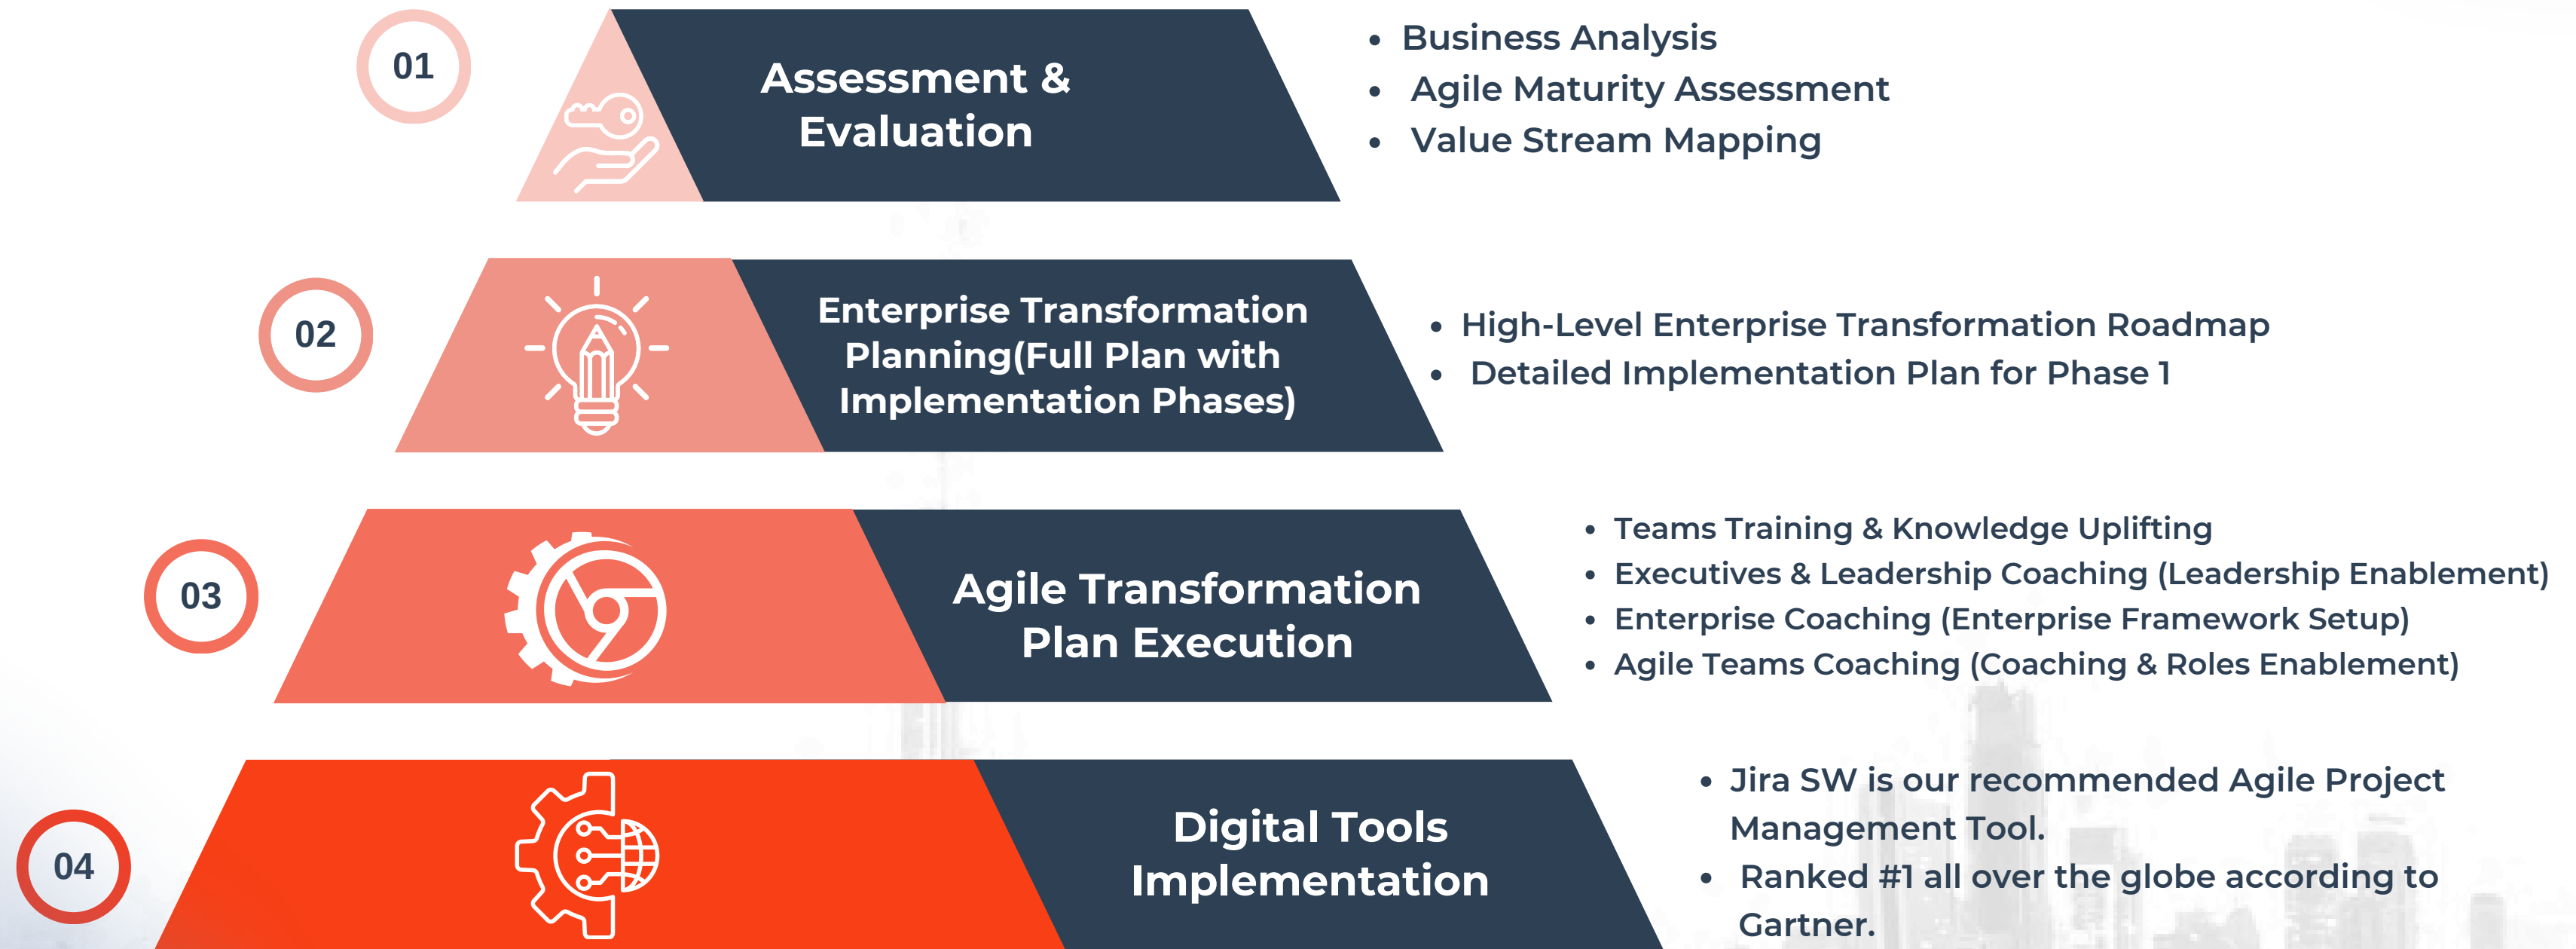 01
Assessment &
Evaluation
• Business Analysis
• Agile Maturity Assessment
• Value Stream Mapping
02
Enterprise Transformation
Planning(Full Plan with
Implementation Phases)
• High-Level Enterprise Transformation Roadmap
• Detailed Implementation Plan for Phase 1
03
Agile Transformation
Plan Execution
• Teams Training & Knowledge Uplifting
• Executives & Leadership Coaching (Leadership Enablement)
• Enterprise Coaching (Enterprise Framework Setup)
• Agile Teams Coaching (Coaching & Roles Enablement)
04
Digital Tools
Implementation
• Jira SW is our recommended Agile Project
Management Tool.
• Ranked #1 all over the globe according to
Gartner.